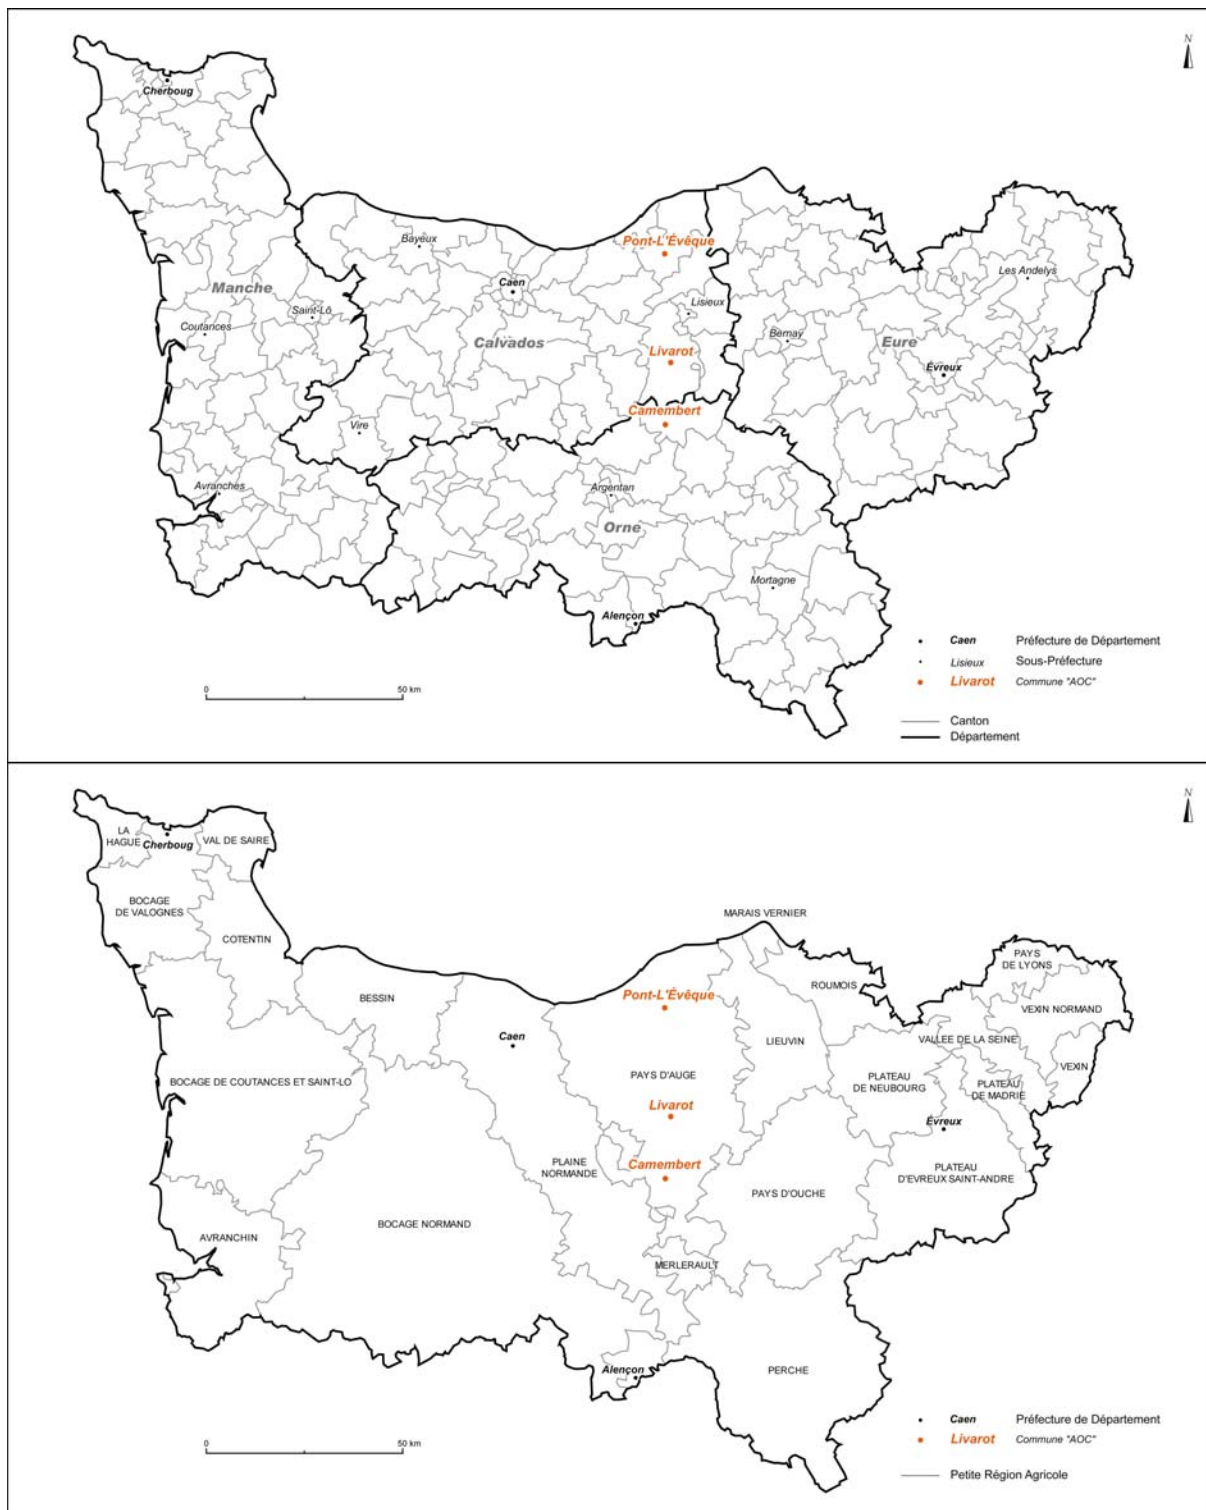 N
Cherboug
Bayeux
Pont-L'Évêque
Les Andelys
Caen
Manche
Saint-Lô
Lisieux
Coutances
Calvados
Bernay
Eure
Livarot
Évreux
Camembert
Vire
Avranches
Argentan
Orne
Mortagne
Alençon
Caen Préfecture de Département
Lisieux Sous-Préfecture
Livarot Commune "AOC"
0 50 km
Canton
Département
N
LA
HAGUE
Cherboug
VAL DE SAIRE
BOCAGE
DE VALOGNES
COTENTIN
MARAIS VERNIER
PAYS
DE LYONS
BESSIN
Pont-L'Évêque
ROUMOIS
VEXIN NORMAND
Caen
LIEUVIN
VALLEE DE LA SEINE
VEXIN
BOCAGE DE COUTANCES ET SAINT-LO
PAYS D'AUGE
PLATEAU
DE NEUBOURG
PLATEAU
DE MADRIE
Livarot
Évreux
PLAINE
NORMANDE
Camembert
PLATEAU
D'EVREUX SAINT-ANDRE
PAYS D'OUCHE
BOCAGE NORMAND
AVRANCHIN
MERLERAULT
Alençon
PERCHE
Caen Préfecture de Département
Livarot Commune "AOC"
0 50 km
Petite Région Agricole